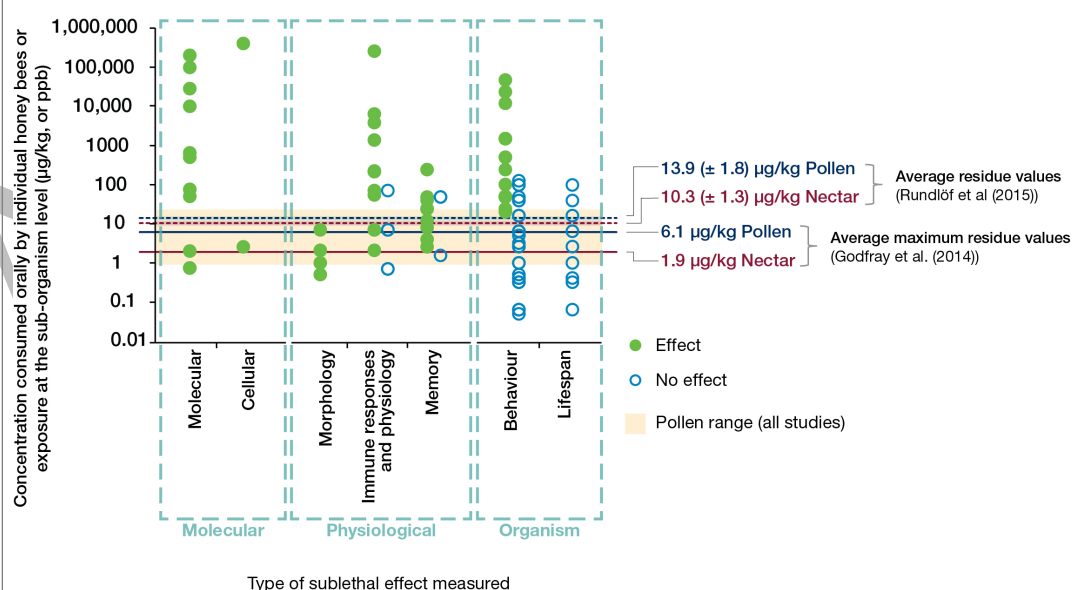 Concentration consumed orally by individual honey bees or
exposure at the sub-organism level (µg/kg, or ppb)
1,000,000
100,000
10,000
1000
100
10
1
0.1
0.01
13.9 (± 1.8) µg/kg Pollen
10.3 (± 1.3) µg/kg Nectar
Average residue values
(Rundlöf et al (2015))
6.1 µg/kg Pollen
1.9 µg/kg Nectar
Average maximum residue values
(Godfray et al. (2014))
Effect
No effect
Pollen range (all studies)
Molecular
Cellular
Morphology
Immune responses
and physiology
Memory
Behaviour
Lifespan
Molecular
Physiological
Organism
Type of sublethal effect measured